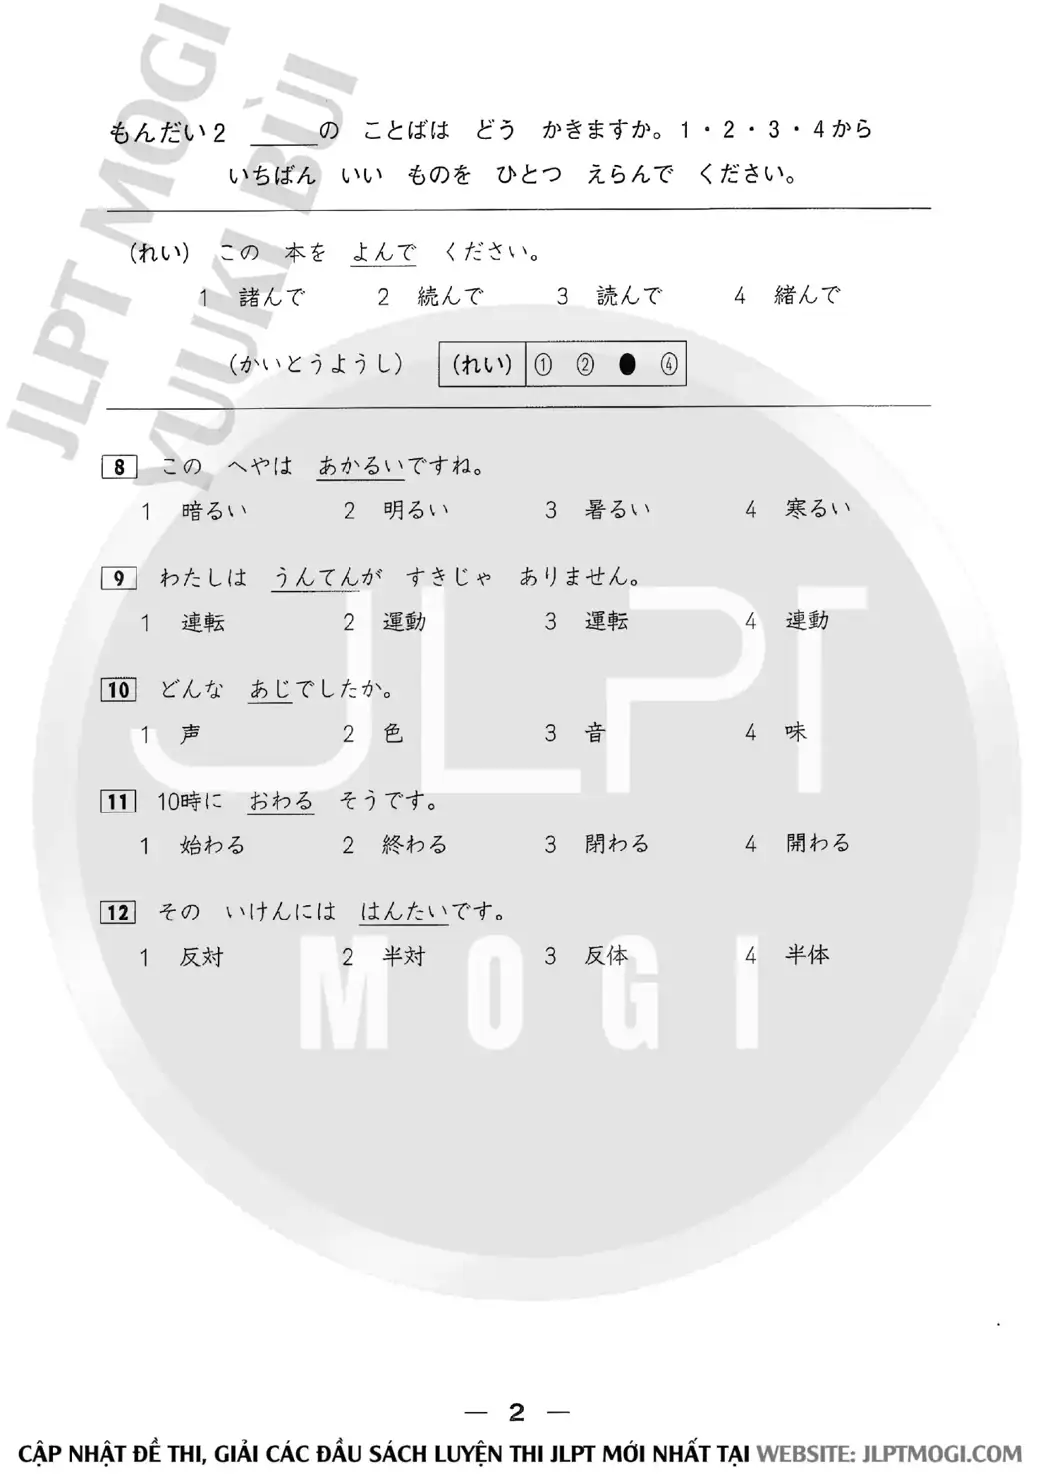 JLPT MOGI
YUUKI BÙI
もんだい2 ＿＿＿の ことばは どう かきますか。1・2・3・4から
いちばん いい ものを ひとつ えらんで ください。
(れい) この 本を よんで ください。
1 諸んで 2 続んで 3 読んで 4 緒んで
(かいとうようし) (れい) ① ② ● ④
8 この へやは あかるいですね。
1 暗るい 2 明るい 3 暑るい 4 寒るい
9 わたしは うんてんが すきじゃ ありません。
1 連転 2 運動 3 運転 4 連動
10 どんな あじでしたか。
1 声 2 色 3 音 4 味
11 10時に おわる そうです。
1 始わる 2 終わる 3 閉わる 4 開わる
12 その いけんには はんたいです。
1 反対 2 半対 3 反体 4 半体
JLPT
MOGI
— 2 —
CẬP NHẬT ĐỀ THI, GIẢI CÁC ĐẦU SÁCH LUYỆN THI JLPT MỚI NHẤT TẠI WEBSITE: JLPTMOGI.COM